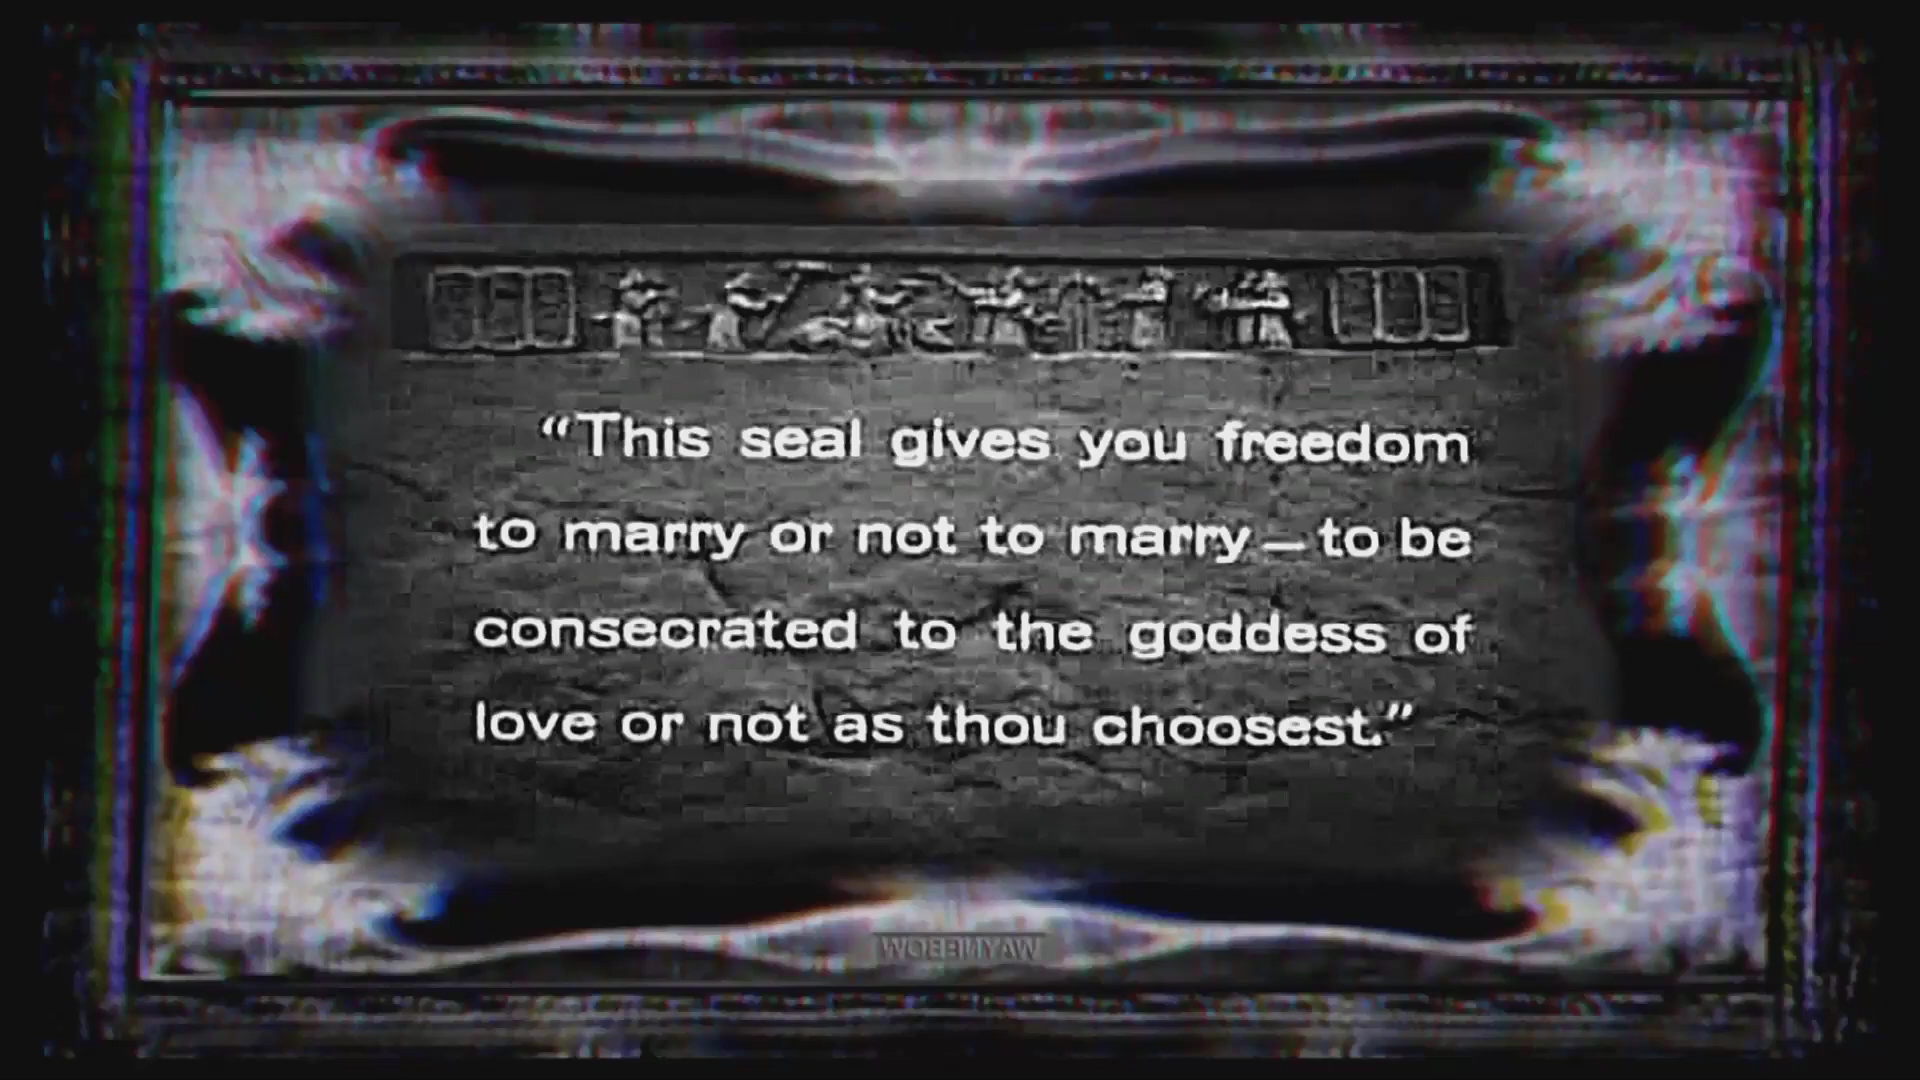 “This seal gives you freedom
to marry or not to marry — to be
consecrated to the goddess of
love or not as thou choosest.”
WOBBMYAW